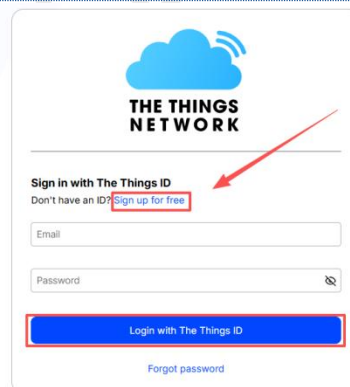 THE THINGS
NETWORK
Sign in with The Things ID
Don't have an ID? Sign up for free
Email
Password
Login with The Things ID
Forgot password